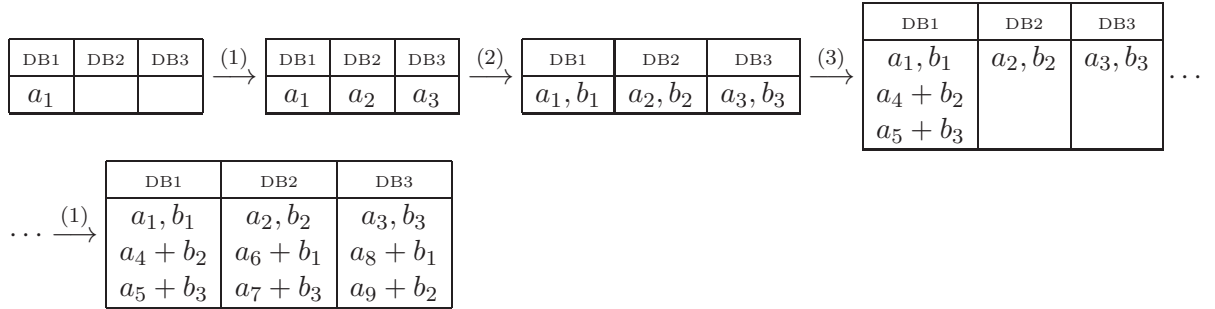 DB1 DB2 DB3
a₁
(1)
DB1 DB2 DB3
a₁ a₂ a₃
(2)
DB1 DB2 DB3
a₁, b₁ a₂, b₂ a₃, b₃
(3)
DB1 DB2 DB3
a₁, b₁ a₂, b₂ a₃, b₃
a₄ + b₂
a₅ + b₃
⋯
⋯ (1)
DB1 DB2 DB3
a₁, b₁ a₂, b₂ a₃, b₃
a₄ + b₂ a₆ + b₁ a₈ + b₁
a₅ + b₃ a₇ + b₃ a₉ + b₂